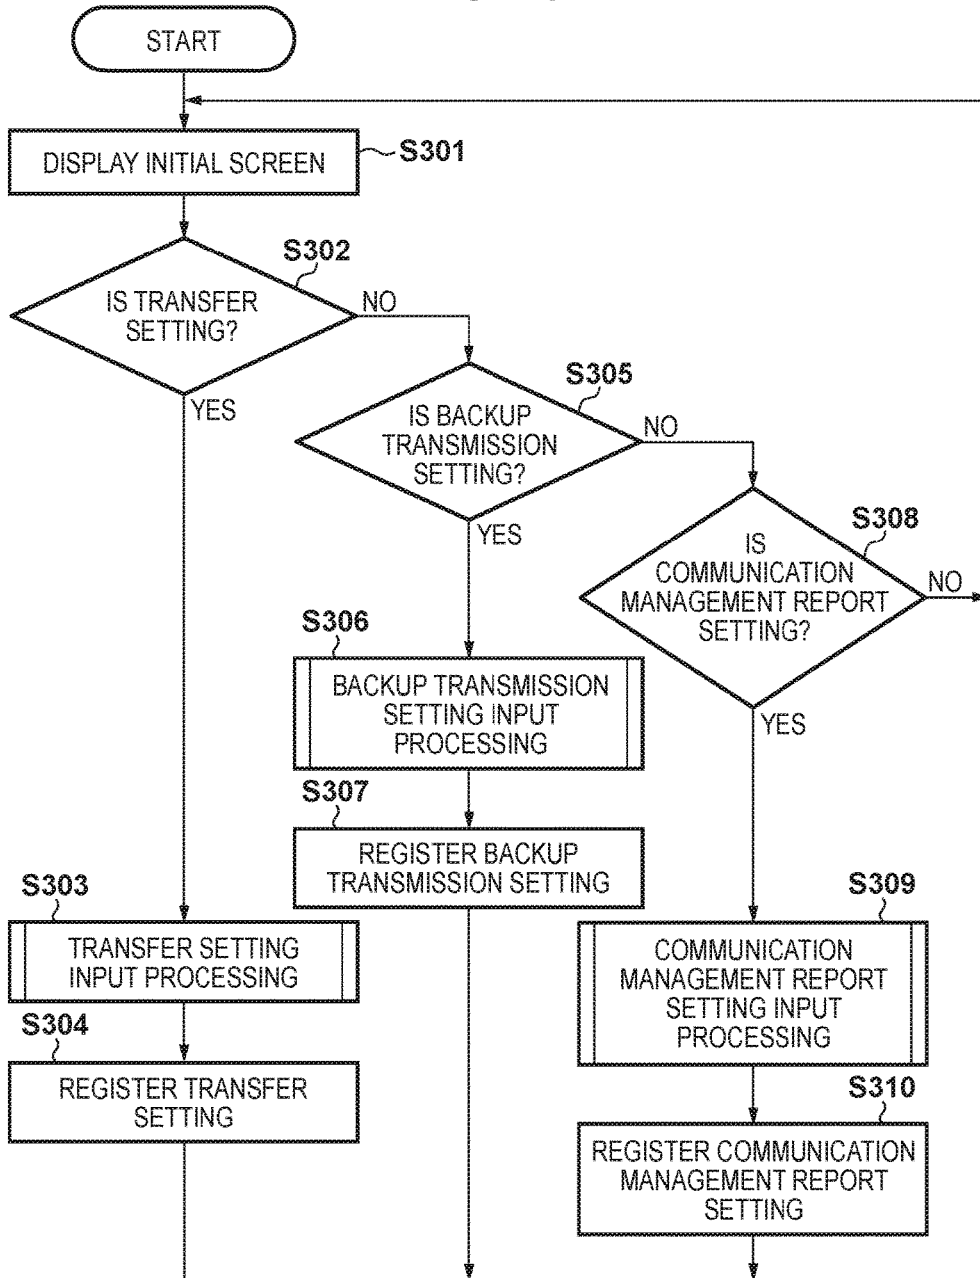 START
DISPLAY INITIAL SCREEN
S301
S302
IS TRANSFER
SETTING?
NO
YES
S305
IS BACKUP
TRANSMISSION
SETTING?
NO
YES
S308
IS
COMMUNICATION
MANAGEMENT REPORT
SETTING?
NO
YES
S306
BACKUP TRANSMISSION
SETTING INPUT
PROCESSING
S307
REGISTER BACKUP
TRANSMISSION SETTING
S303
TRANSFER SETTING
INPUT PROCESSING
S304
REGISTER TRANSFER
SETTING
S309
COMMUNICATION
MANAGEMENT REPORT
SETTING INPUT
PROCESSING
S310
REGISTER COMMUNICATION
MANAGEMENT REPORT
SETTING